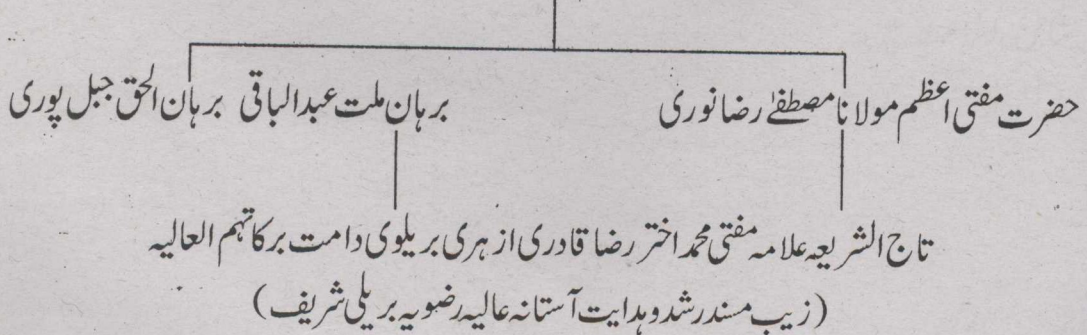 حضرت مفتی اعظم مولانا مصطفےٰ رضا نوری
برہان ملت عبدالباقی برہان الحق جبل پوری
تاج الشریعہ علامہ مفتی محمد اختر رضا قادری ازہری بریلوی دامت برکاتہم العالیہ
(زیب مسند رشد و ہدایت آستانہ عالیہ رضویہ بریلی شریف)